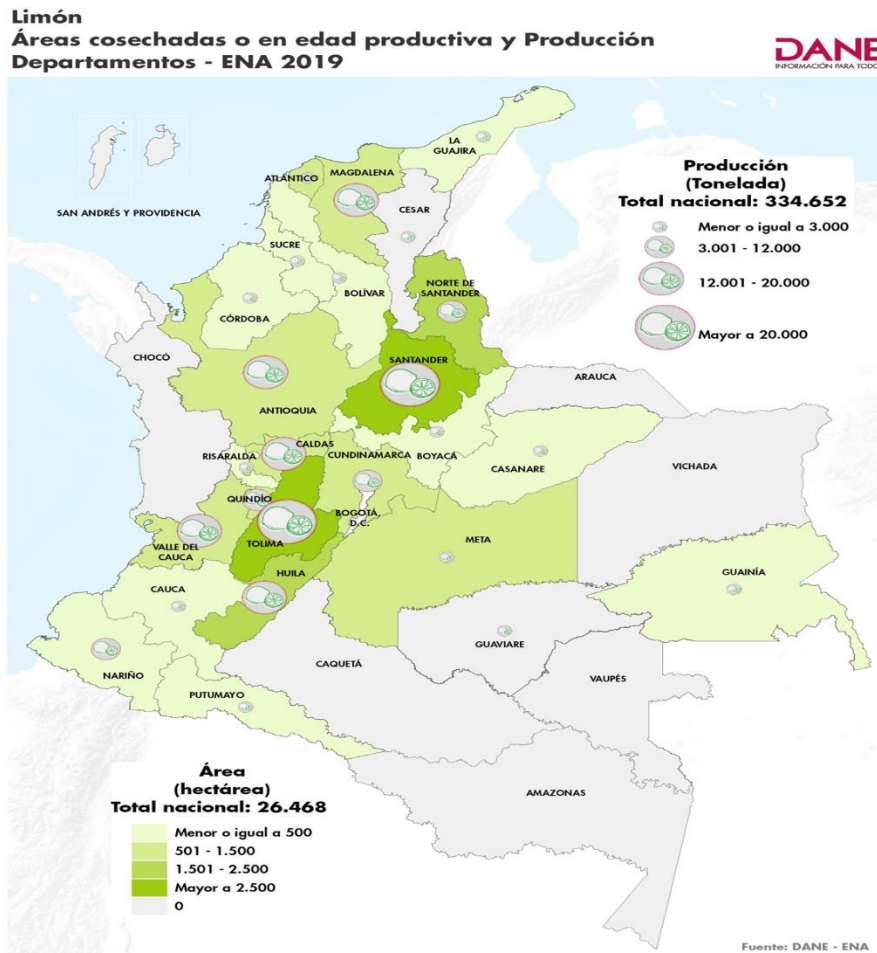 Limón
Áreas cosechadas o en edad productiva y Producción
Departamentos - ENA 2019
DANE
INFORMACIÓN PARA TODO
LA GUAJIRA
ATLÁNTICO
MAGDALENA
SAN ANDRÉS Y PROVIDENCIA
CESAR
Producción
(Tonelada)
Total nacional: 334.652
Menor o igual a 3.000
3.001 - 12.000
12.001 - 20.000
Mayor a 20.000
SUCRE
BOLÍVAR
NORTE DE SANTANDER
CÓRDOBA
CHOCÓ
SANTANDER
ARAUCA
ANTIOQUIA
RISARALDA
CALDAS
CUNDINAMARCA
BOYACÁ
CASANARE
VICHADA
QUINDÍO
BOGOTÁ, D.C.
VALLE DEL CAUCA
TOLIMA
META
HUILA
GUAINÍA
CAUCA
GUAVIARE
NARIÑO
CAQUETÁ
VAUPÉS
PUTUMAYO
AMAZONAS
Área
(hectárea)
Total nacional: 26.468
Menor o igual a 500
501 - 1.500
1.501 - 2.500
Mayor a 2.500
0
Fuente: DANE - ENA